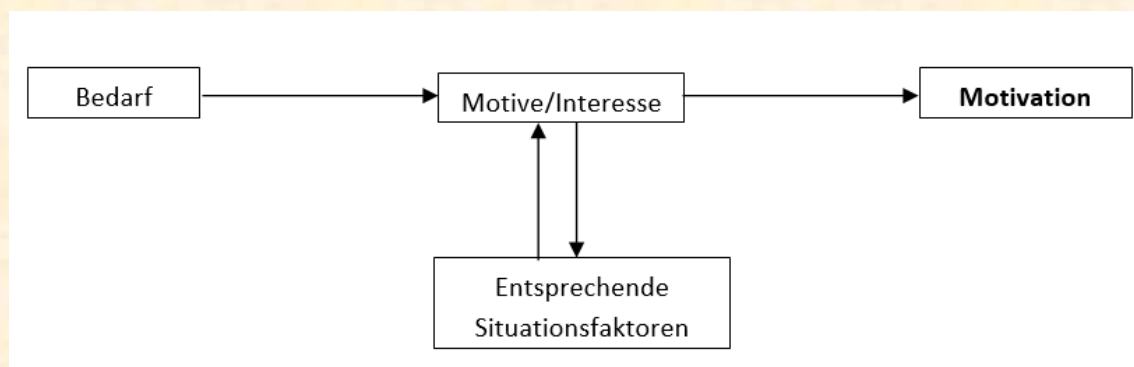 Bedarf
Motive/Interesse
Motivation
Entsprechende
Situationsfaktoren